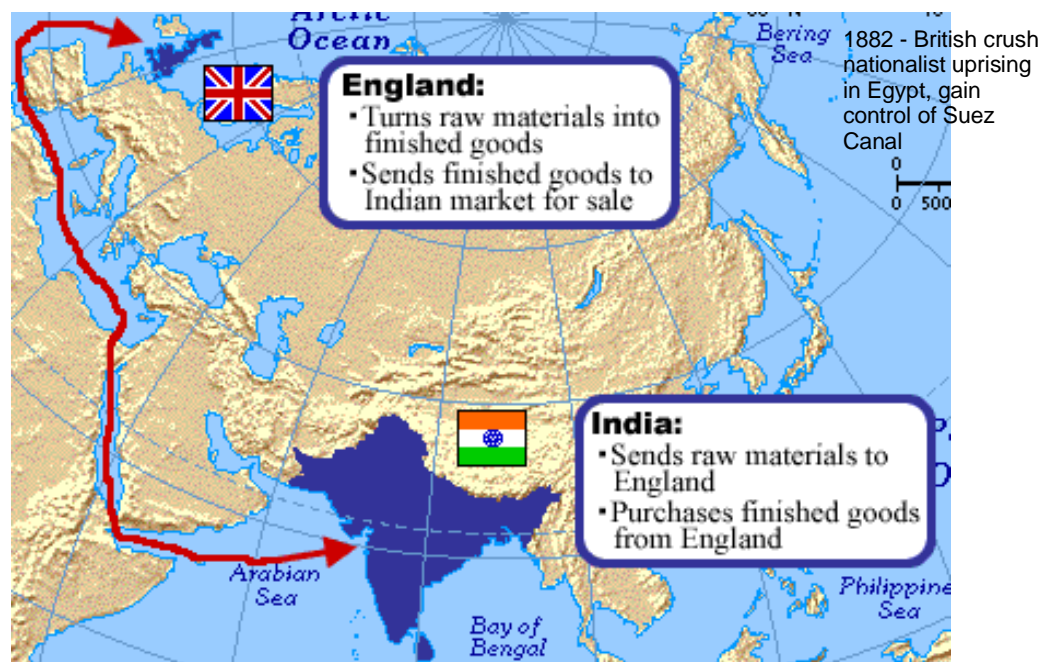 Arctic
Ocean
Bering
Sea
1882 - British crush
nationalist uprising
in Egypt, gain
control of Suez
Canal
0
0 500
England:
▪Turns raw materials into
finished goods
▪Sends finished goods to
Indian market for sale
India:
▪Sends raw materials to
England
▪Purchases finished goods
from England
Arabian
Sea
Bay of
Bengal
Philippine
Sea